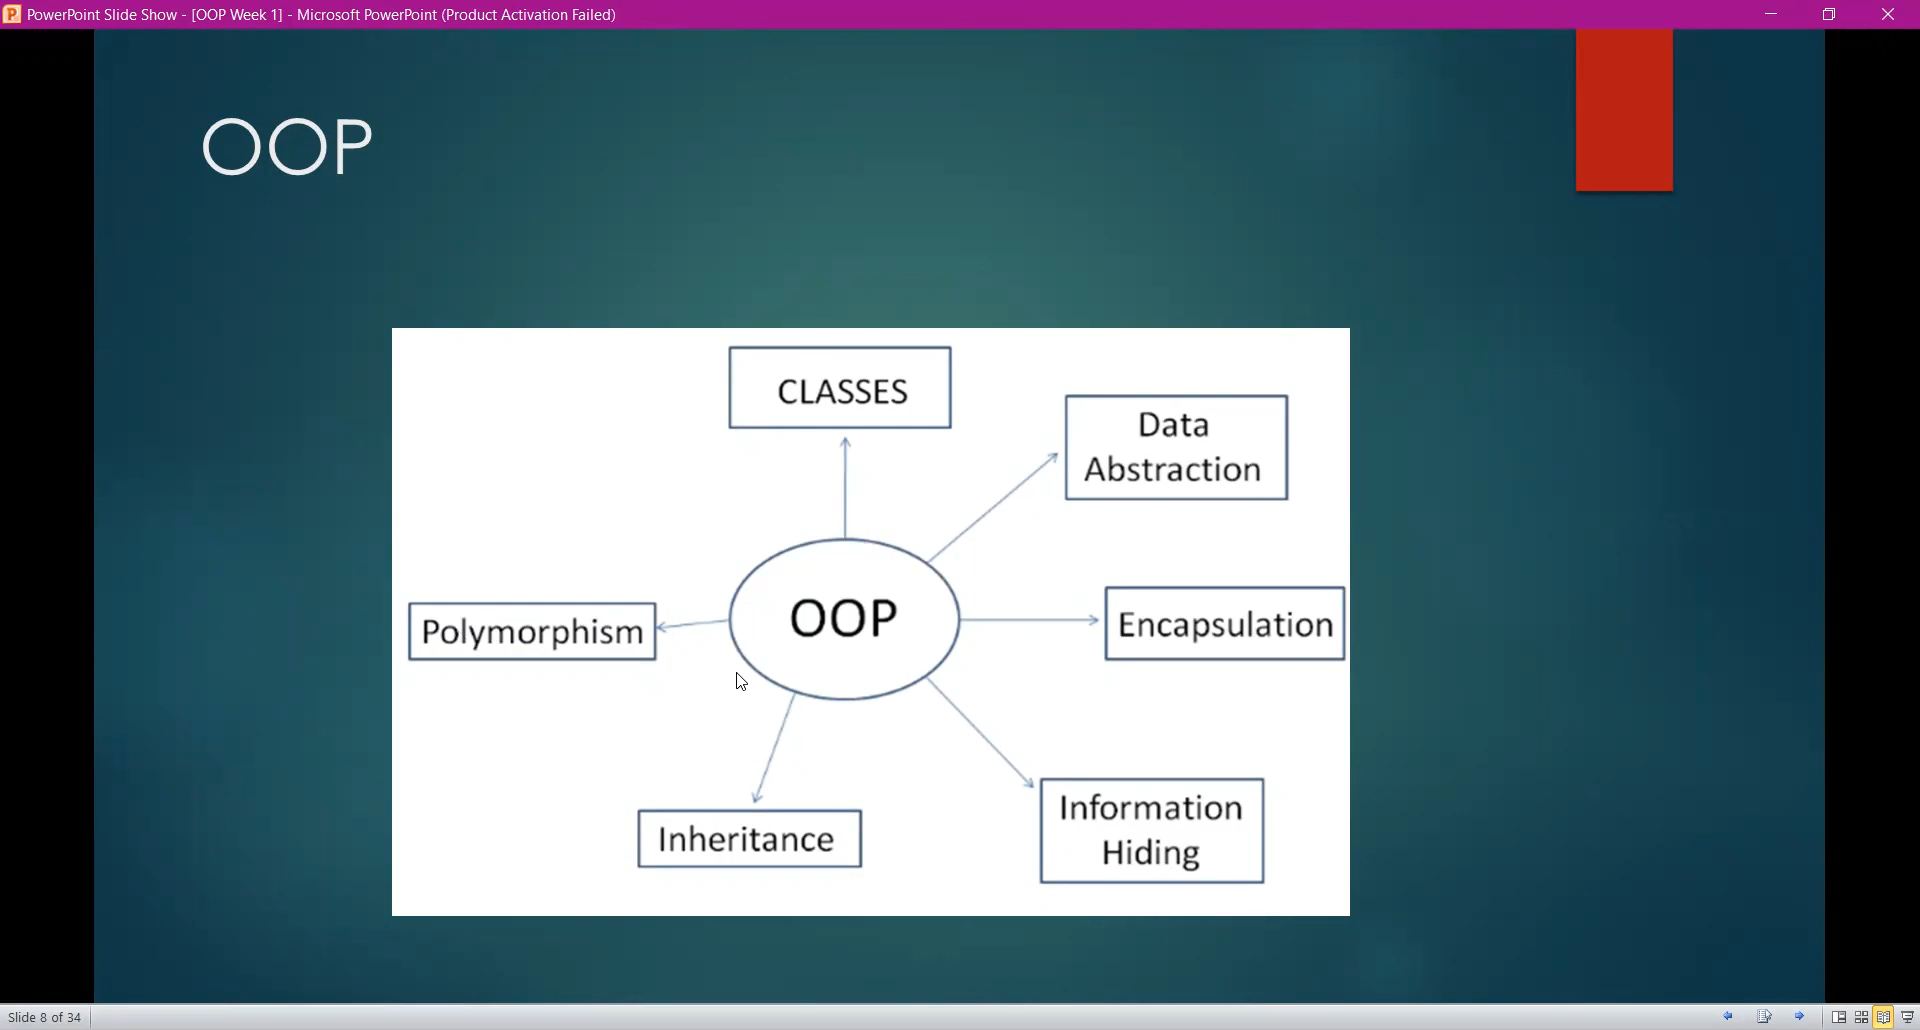 PowerPoint Slide Show - [OOP Week 1] - Microsoft PowerPoint (Product Activation Failed)
OOP
CLASSES
Data
Abstraction
OOP
Polymorphism
Encapsulation
Inheritance
Information
Hiding
Slide 8 of 34